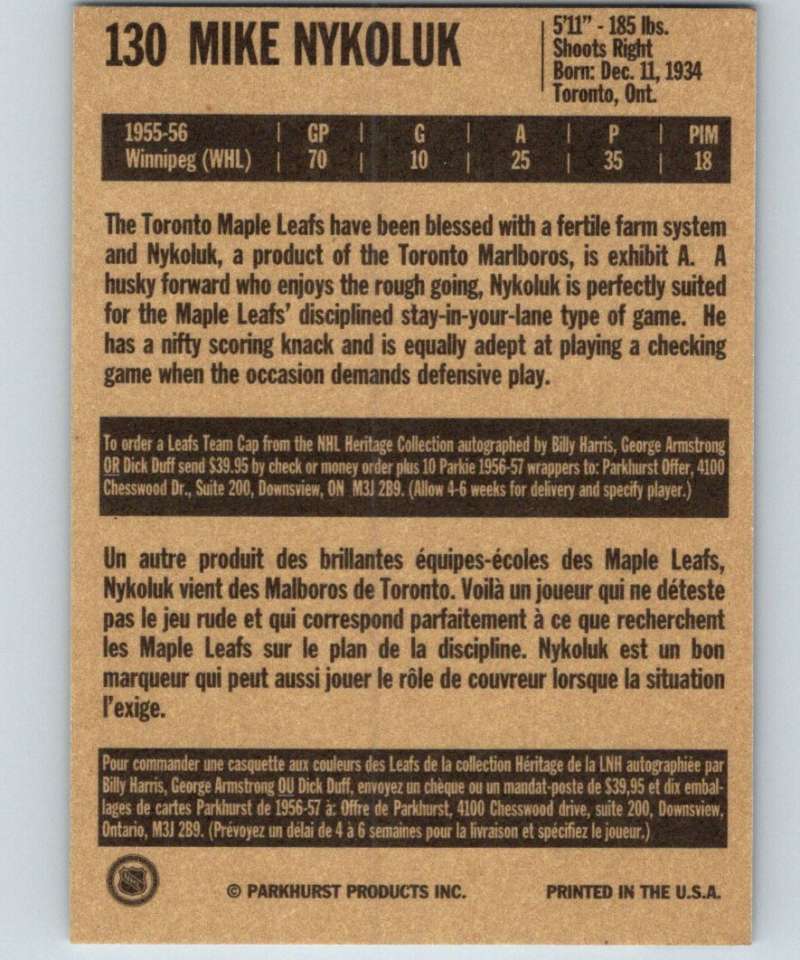 130 MIKE NYKOLUK
5'11" - 185 lbs.
Shoots Right
Born: Dec. 11, 1934
Toronto, Ont.
1955-56 | GP | G | A | P | PIM
Winnipeg (WHL) | 70 | 10 | 25 | 35 | 18
The Toronto Maple Leafs have been blessed with a fertile farm system
and Nykoluk, a product of the Toronto Marlboros, is exhibit A. A
husky forward who enjoys the rough going, Nykoluk is perfectly suited
for the Maple Leafs' disciplined stay-in-your-lane type of game. He
has a nifty scoring knack and is equally adept at playing a checking
game when the occasion demands defensive play.
To order a Leafs Team Cap from the NHL Heritage Collection autographed by Billy Harris, George Armstrong
OR Dick Duff send $39.95 by check or money order plus 10 Parkie 1956-57 wrappers to: Parkhurst Offer, 4100
Chesswood Dr., Suite 200, Downsview, ON M3J 2B9. (Allow 4-6 weeks for delivery and specify player.)
Un autre produit des brillantes équipes-écoles des Maple Leafs,
Nykoluk vient des Malboros de Toronto. Voilà un joueur qui ne déteste
pas le jeu rude et qui correspond parfaitement à ce que recherchent
les Maple Leafs sur le plan de la discipline. Nykoluk est un bon
marqueur qui peut aussi jouer le rôle de couvreur lorsque la situation
l'exige.
Pour commander une casquette aux couleurs des Leafs de la collection Héritage de la LNH autographiée par
Billy Harris, George Armstrong OU Dick Duff, envoyez un chèque ou un mandat-poste de $39,95 et dix embal-
lages de cartes Parkhurst de 1956-57 à: Offre de Parkhurst, 4100 Chesswood drive, suite 200, Downsview,
Ontario, M3J 2B9. (Prévoyez un délai de 4 à 6 semaines pour la livraison et spécifiez le joueur.)
NHL
© PARKHURST PRODUCTS INC.
PRINTED IN THE U.S.A.